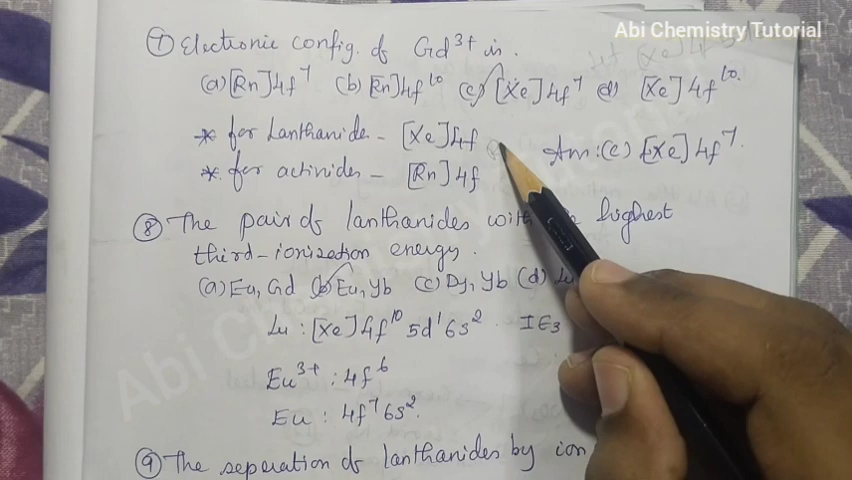 Abi Chemistry Tutorial
⑦ Electronic config. of Gd³⁺ is.
(a) [Rn]4f⁷ (b) [Rn]4f¹⁰ (c) [Xe]4f⁷ (d) [Xe]4f¹⁰.
* for Lanthanide - [Xe]4f Ans: (c) [Xe]4f⁷.
* for actinides - [Rn]4f
⑧ The pair of lanthanides with highest
third-ionization energy.
(a) Eu, Gd (b) Eu, Yb (c) Dy, Yb (d) Lu
Lu : [Xe]4f¹⁰ 5d¹ 6s². IE₃
Eu³⁺ : 4f⁶
Eu : 4f⁷ 6s².
⑨ The seperation of lanthanides by ion